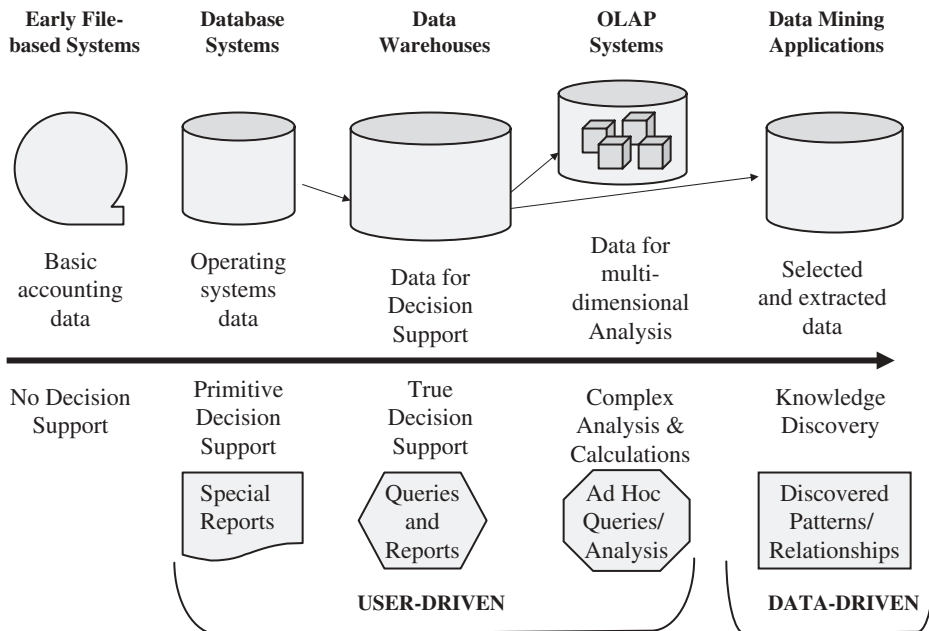 Early File-
based Systems
Database
Systems
Data
Warehouses
OLAP
Systems
Data Mining
Applications
Basic
accounting
data
Operating
systems
data
Data for
Decision
Support
Data for
multi-
dimensional
Analysis
Selected
and extracted
data
No Decision
Support
Primitive
Decision
Support
True
Decision
Support
Complex
Analysis &
Calculations
Knowledge
Discovery
Special
Reports
Queries
and
Reports
Ad Hoc
Queries/
Analysis
Discovered
Patterns/
Relationships
USER-DRIVEN
DATA-DRIVEN